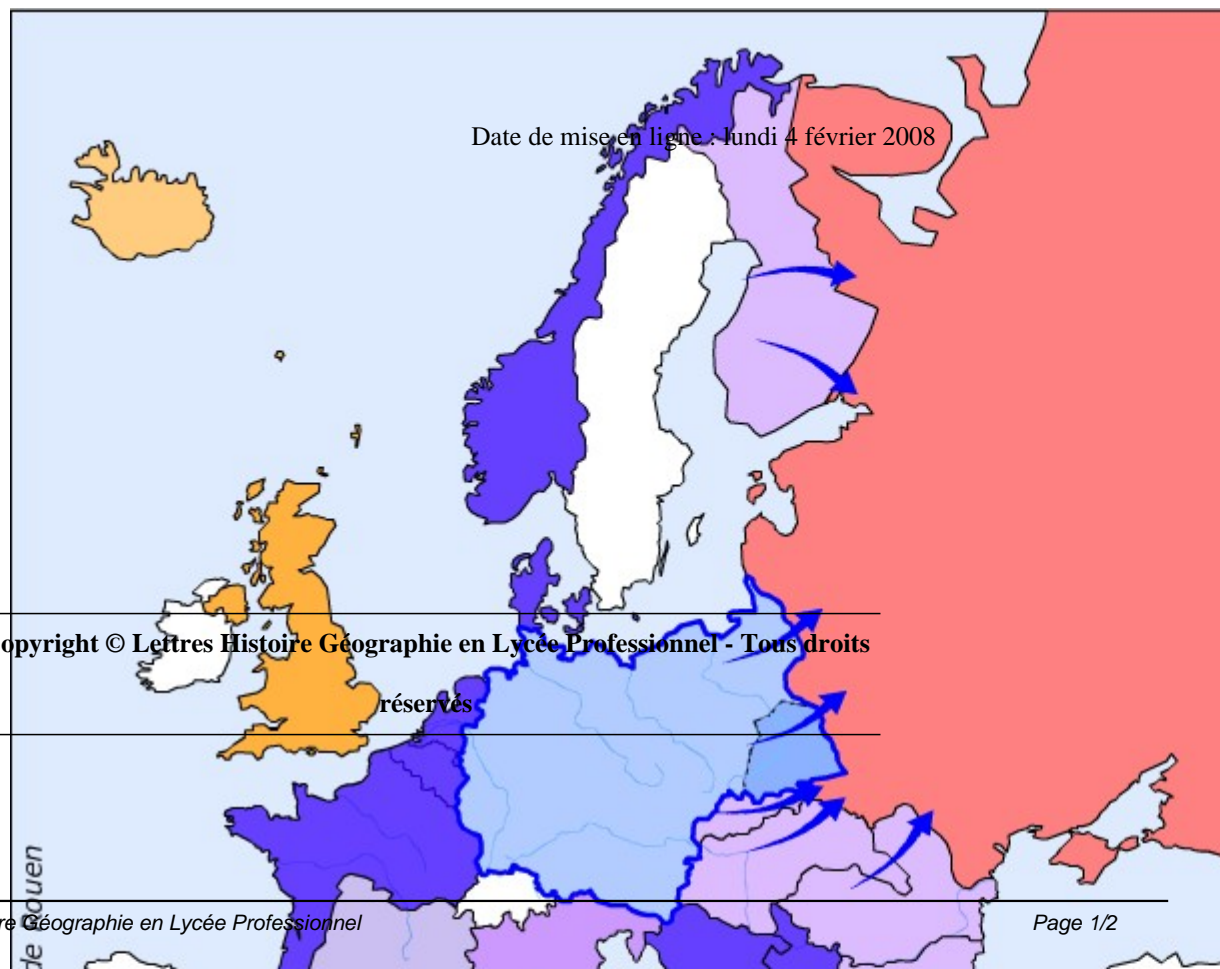 Date de mise en ligne : lundi 4 février 2008
opyright © Lettres Histoire Géographie en Lycée Professionnel - Tous droits
réservés
de Rouen
re Géographie en Lycée Professionnel
Page 1/2